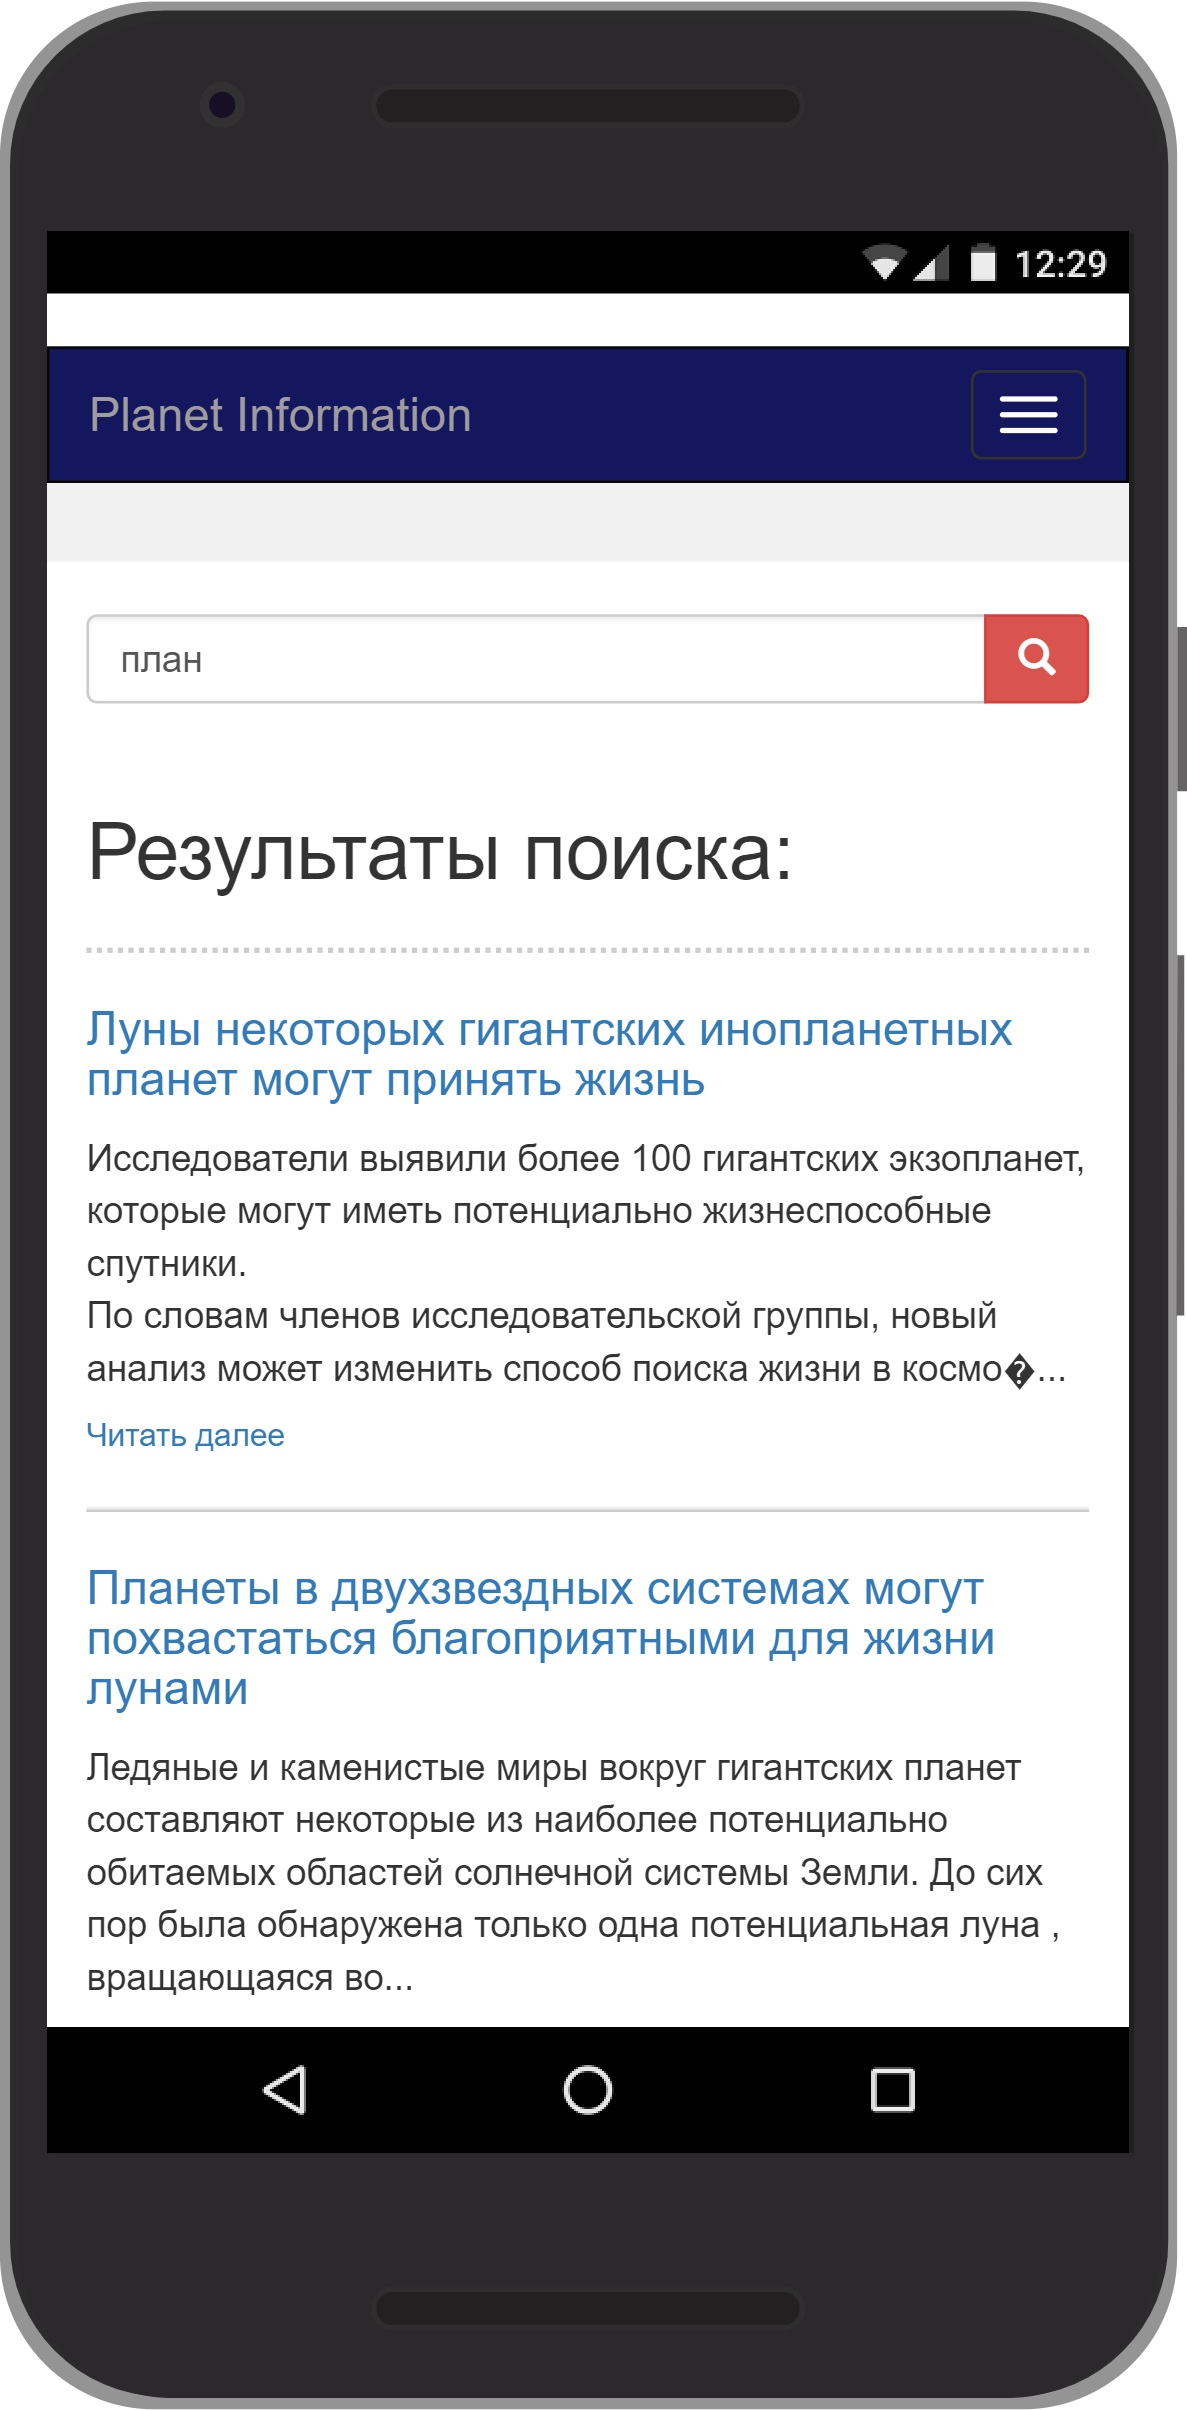 12:29
Planet Information
план
Результаты поиска:
Луны некоторых гигантских инопланетных
планет могут принять жизнь
Исследователи выявили более 100 гигантских экзопланет,
которые могут иметь потенциально жизнеспособные
спутники.
По словам членов исследовательской группы, новый
анализ может изменить способ поиска жизни в космо�...
Читать далее
Планеты в двухзвездных системах могут
похвастаться благоприятными для жизни
лунами
Ледяные и каменистые миры вокруг гигантских планет
составляют некоторые из наиболее потенциально
обитаемых областей солнечной системы Земли. До сих
пор была обнаружена только одна потенциальная луна ,
вращающаяся во...